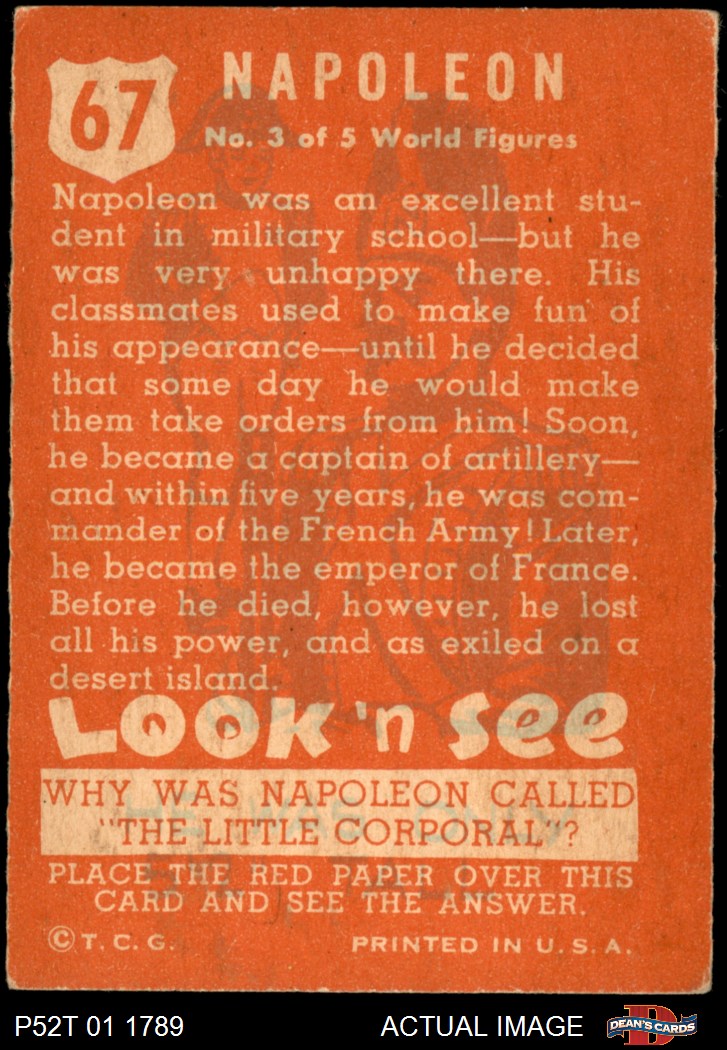 67
NAPOLEON
No. 3 of 5 World Figures
Napoleon was an excellent stu-
dent in military school—but he
was very unhappy there. His
classmates used to make fun of
his appearance—until he decided
that some day he would make
them take orders from him! Soon,
he became a captain of artillery—
and within five years, he was com-
mander of the French Army! Later,
he became the emperor of France.
Before he died, however, he lost
all his power, and as exiled on a
desert island.
LOOK 'n SEE
WHY WAS NAPOLEON CALLED
"THE LITTLE CORPORAL"?
PLACE THE RED PAPER OVER THIS
CARD AND SEE THE ANSWER.
© T. C. G. PRINTED IN U. S. A.
P52T 01 1789 ACTUAL IMAGE DEAN'S CARDS